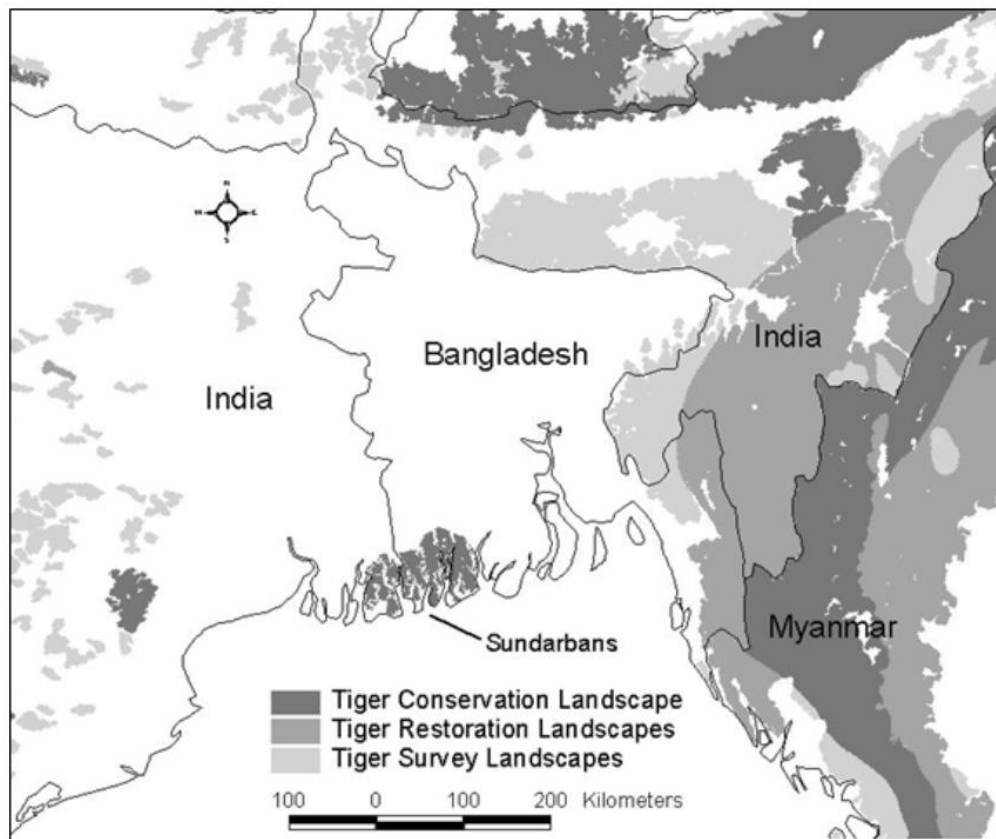 N
W E
S
Bangladesh
India
India
Sundarbans
Myanmar
Tiger Conservation Landscape
Tiger Restoration Landscapes
Tiger Survey Landscapes
100 0 100 200 Kilometers